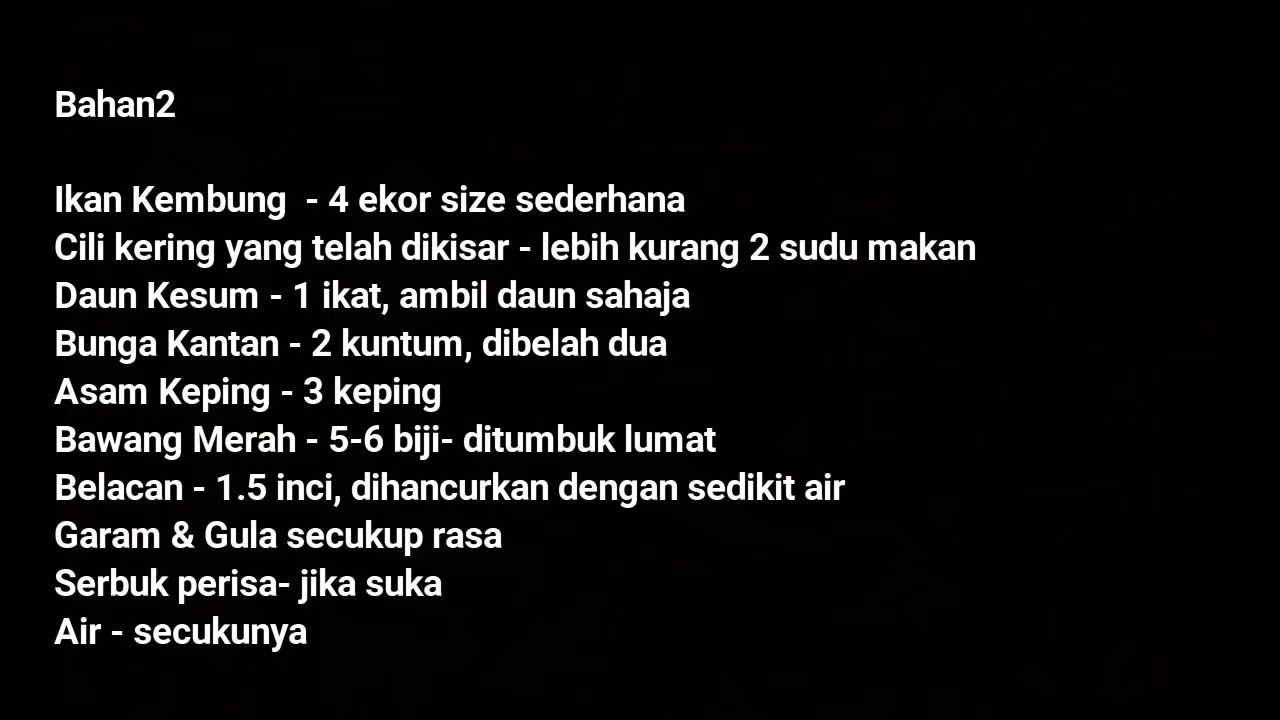 Bahan2
Ikan Kembung  - 4 ekor size sederhana
Cili kering yang telah dikisar - lebih kurang 2 sudu makan
Daun Kesum - 1 ikat, ambil daun sahaja
Bunga Kantan - 2 kuntum, dibelah dua
Asam Keping - 3 keping
Bawang Merah - 5-6 biji- ditumbuk lumat
Belacan - 1.5 inci, dihancurkan dengan sedikit air
Garam & Gula secukup rasa
Serbuk perisa- jika suka
Air - secukunya